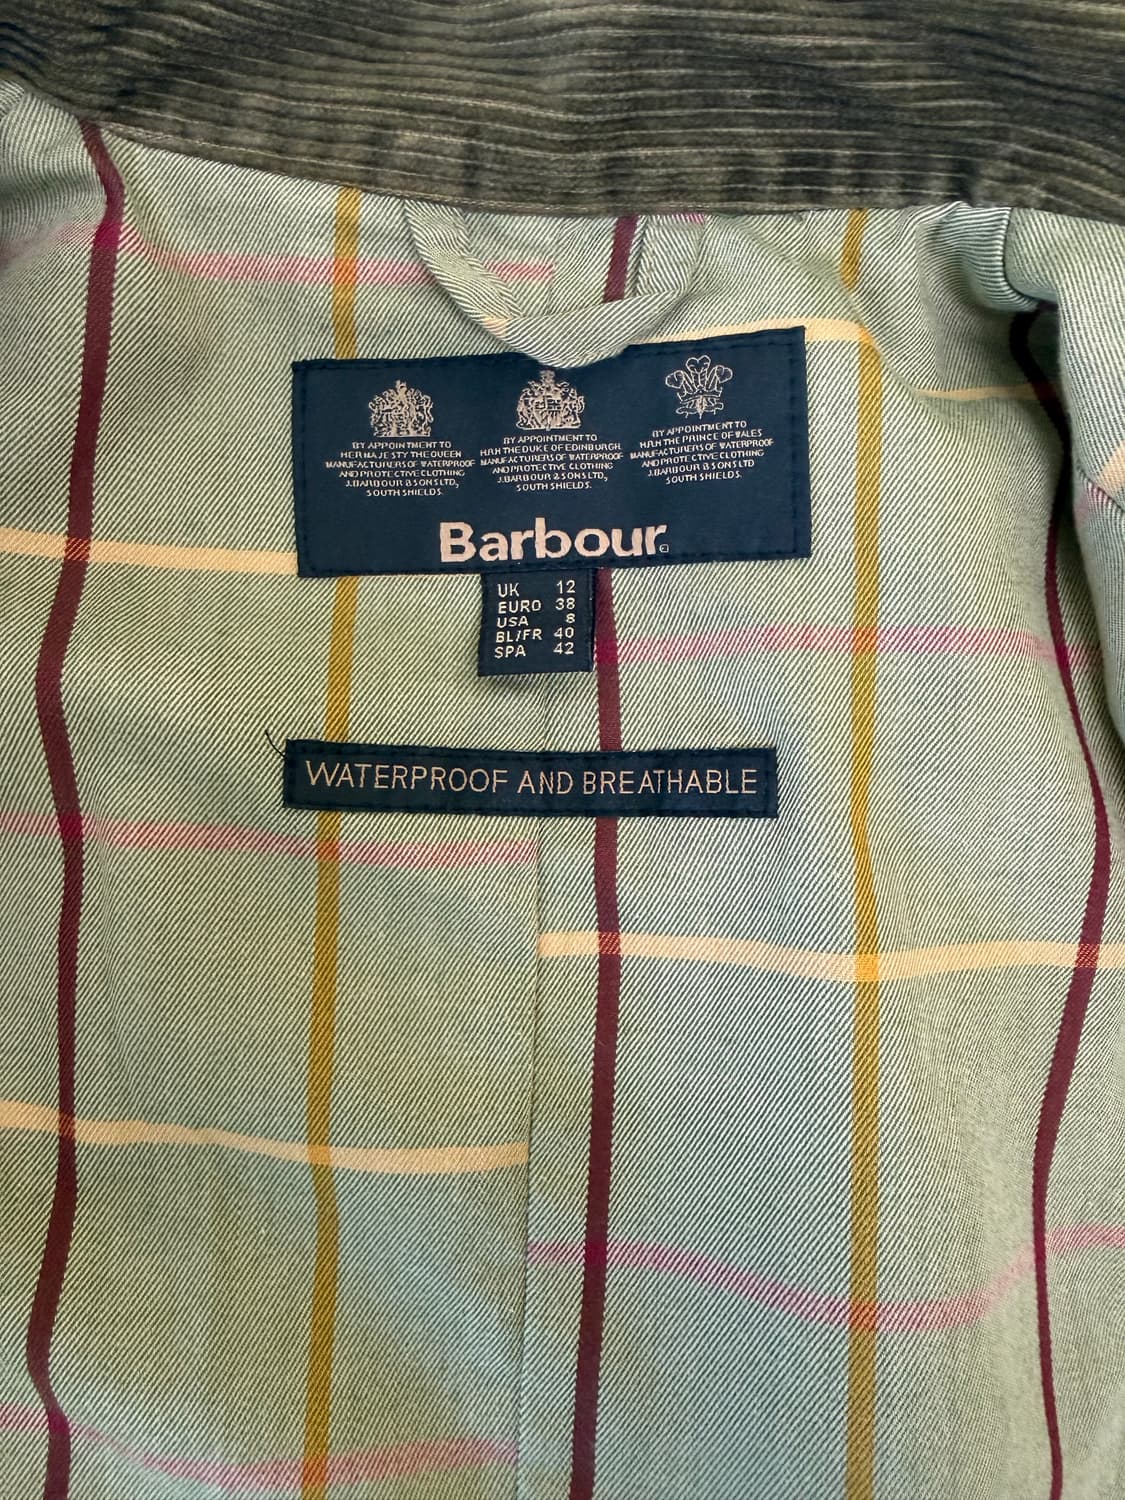 BY APPOINTMENT TO
HER MAJESTY THE QUEEN
MANUFACTURERS OF WATERPROOF
AND PROTECTIVE CLOTHING
J.BARBOUR & SONS LTD,
SOUTH SHIELDS.
BY APPOINTMENT TO
H.R.H THE DUKE OF EDINBURGH
MANUFACTURERS OF WATERPROOF
AND PROTECTIVE CLOTHING
J.BARBOUR & SONS LTD,
SOUTH SHIELDS.
BY APPOINTMENT TO
H.R.H THE PRINCE OF WALES
MANUFACTURERS OF WATERPROOF
AND PROTECTIVE CLOTHING
J.BARBOUR & SONS LTD
SOUTH SHIELDS.
Barbour
UK 12
EURO 38
USA 8
BL/FR 40
SPA 42
WATERPROOF AND BREATHABLE